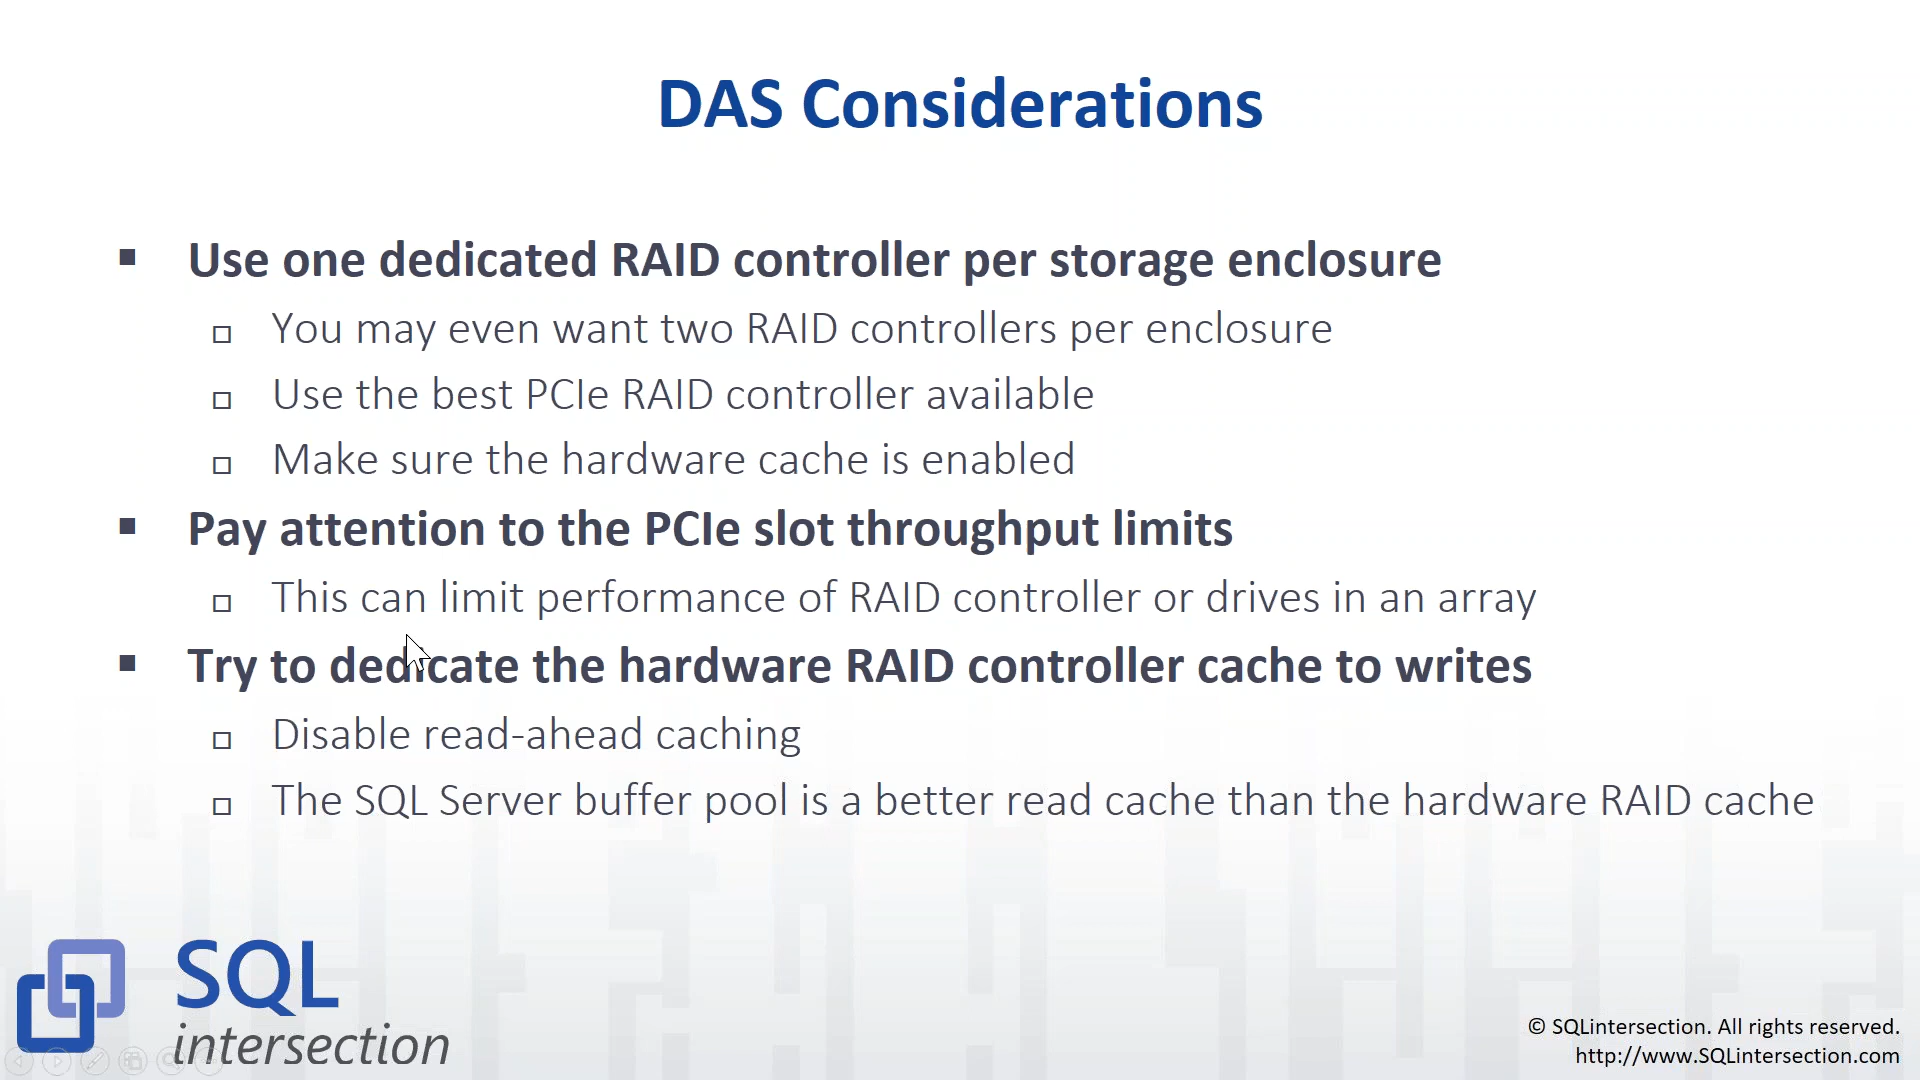 DAS Considerations
Use one dedicated RAID controller per storage enclosure
You may even want two RAID controllers per enclosure
Use the best PCIe RAID controller available
Make sure the hardware cache is enabled
Pay attention to the PCIe slot throughput limits
This can limit performance of RAID controller or drives in an array
Try to dedicate the hardware RAID controller cache to writes
Disable read-ahead caching
The SQL Server buffer pool is a better read cache than the hardware RAID cache
SQL
intersection
© SQLintersection. All rights reserved.
http://www.SQLintersection.com